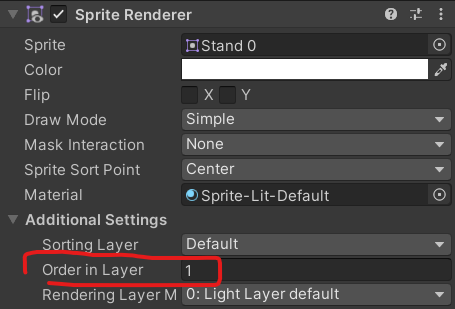 Sprite Renderer
Sprite Stand 0
Color
Flip X Y
Draw Mode Simple
Mask Interaction None
Sprite Sort Point Center
Material Sprite-Lit-Default
Additional Settings
Sorting Layer Default
Order in Layer 1
Rendering Layer M 0: Light Layer default